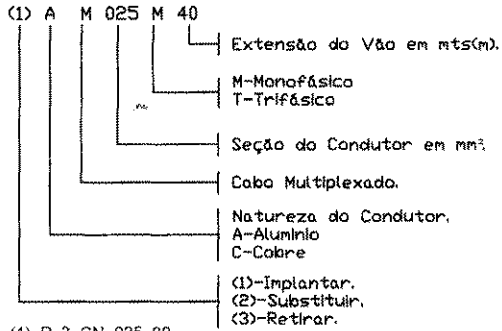 (1) A M 025 M 40
Extensão do Vão em mts(m).
M-Monofásico
T-Trifásico
Seção do Condutor em mm².
Cabo Multiplexado.
Natureza do Condutor.
A-Aluminio
C-Cobre
(1)-Implantar.
(2)-Substituir.
(3)-Retirar.